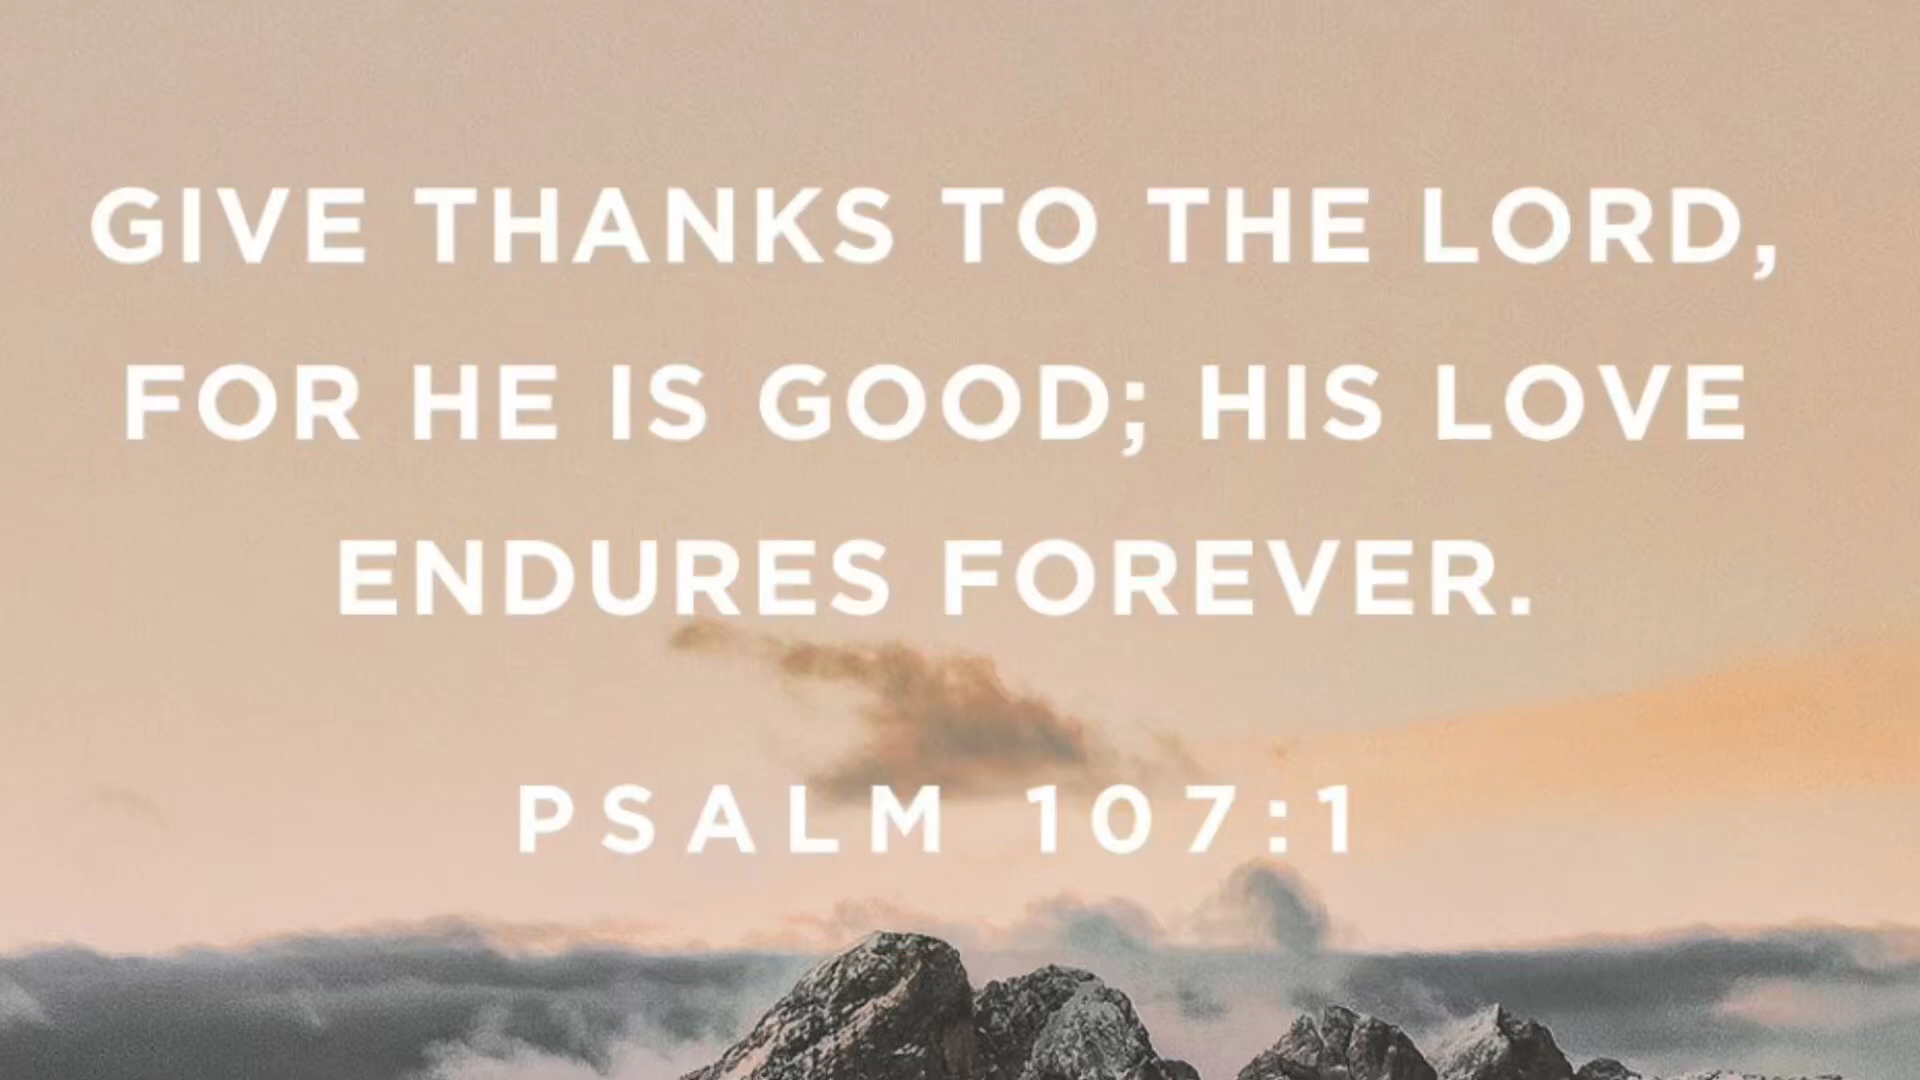 GIVE THANKS TO THE LORD,
FOR HE IS GOOD; HIS LOVE
ENDURES FOREVER.
PSALM 107:1